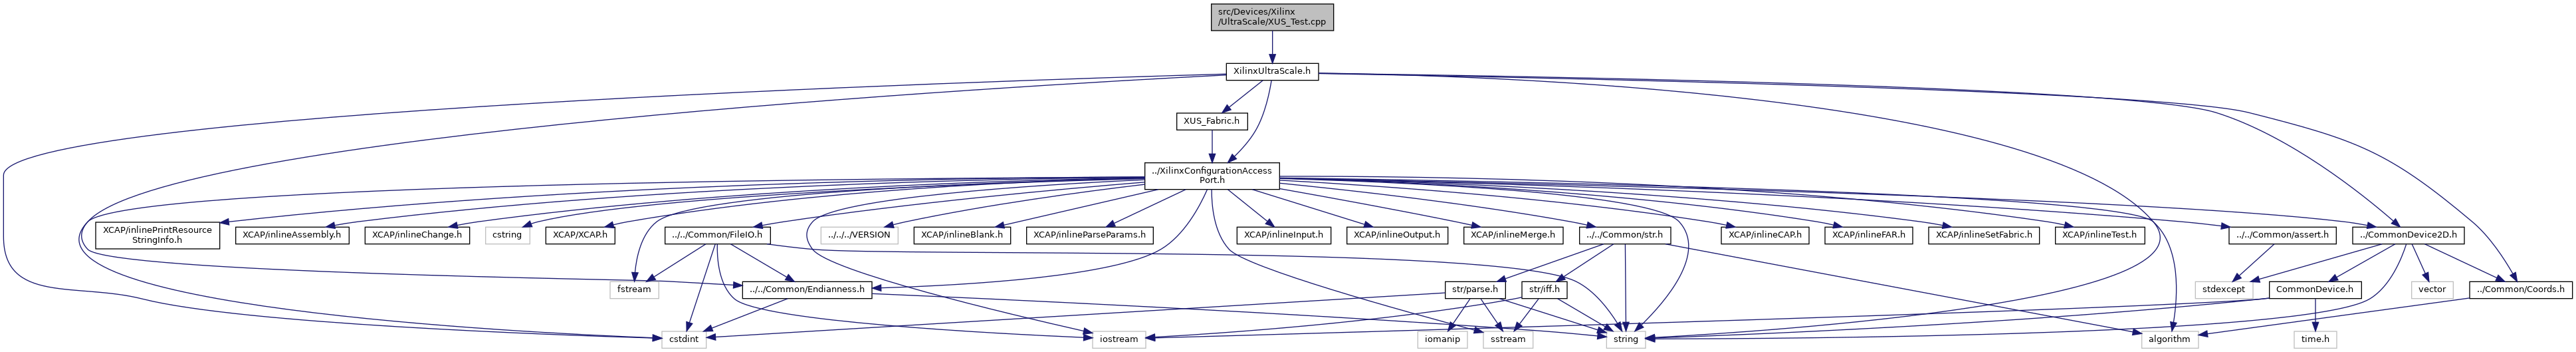 src/Devices/Xilinx
/UltraScale/XUS_Test.cpp
XilinxUltraScale.h
XUS_Fabric.h
../XilinxConfigurationAccess
Port.h
XCAP/inlinePrintResource
StringInfo.h
XCAP/inlineAssembly.h
XCAP/inlineChange.h
cstring
XCAP/XCAP.h
../../Common/FileIO.h
../../../VERSION
XCAP/inlineBlank.h
XCAP/inlineParseParams.h
XCAP/inlineInput.h
XCAP/inlineOutput.h
XCAP/inlineMerge.h
../../Common/str.h
XCAP/inlineCAP.h
XCAP/inlineFAR.h
XCAP/inlineSetFabric.h
XCAP/inlineTest.h
../../Common/assert.h
../CommonDevice2D.h
fstream
../../Common/Endianness.h
str/parse.h
str/iff.h
stdexcept
CommonDevice.h
vector
../Common/Coords.h
cstdint
iostream
iomanip
sstream
string
algorithm
time.h